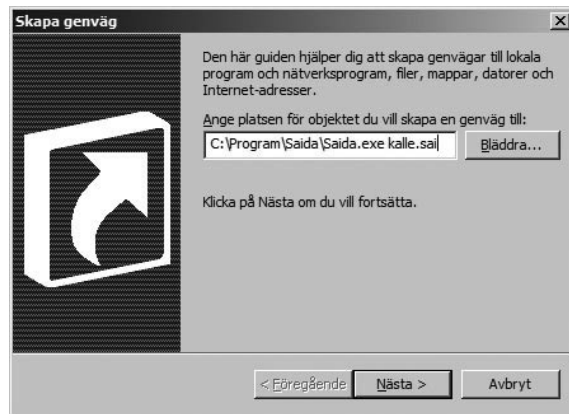 Skapa genväg
Den här guiden hjälper dig att skapa genvägar till lokala
program och nätverksprogram, filer, mappar, datorer och
Internet-adresser.
Ange platsen för objektet du vill skapa en genväg till:
C:\Program\Saida\Saida.exe kalle.sai
Bläddra...
Klicka på Nästa om du vill fortsätta.
< Föregående
Nästa >
Avbryt